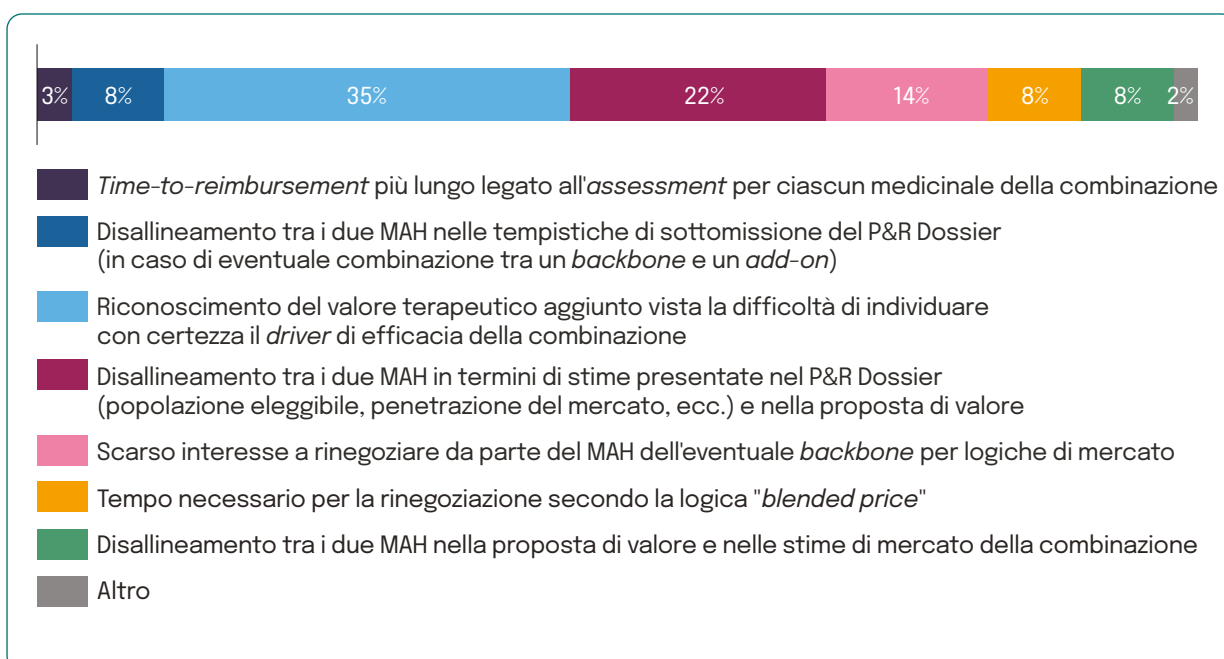 3% 8% 35% 22% 14% 8% 8% 2%
Time-to-reimbursement più lungo legato all'assessment per ciascun medicinale della combinazione
Disallineamento tra i due MAH nelle tempistiche di sottomissione del P&R Dossier
(in caso di eventuale combinazione tra un backbone e un add-on)
Riconoscimento del valore terapeutico aggiunto vista la difficoltà di individuare
con certezza il driver di efficacia della combinazione
Disallineamento tra i due MAH in termini di stime presentate nel P&R Dossier
(popolazione eleggibile, penetrazione del mercato, ecc.) e nella proposta di valore
Scarso interesse a rinegoziare da parte del MAH dell'eventuale backbone per logiche di mercato
Tempo necessario per la rinegoziazione secondo la logica "blended price"
Disallineamento tra i due MAH nella proposta di valore e nelle stime di mercato della combinazione
Altro